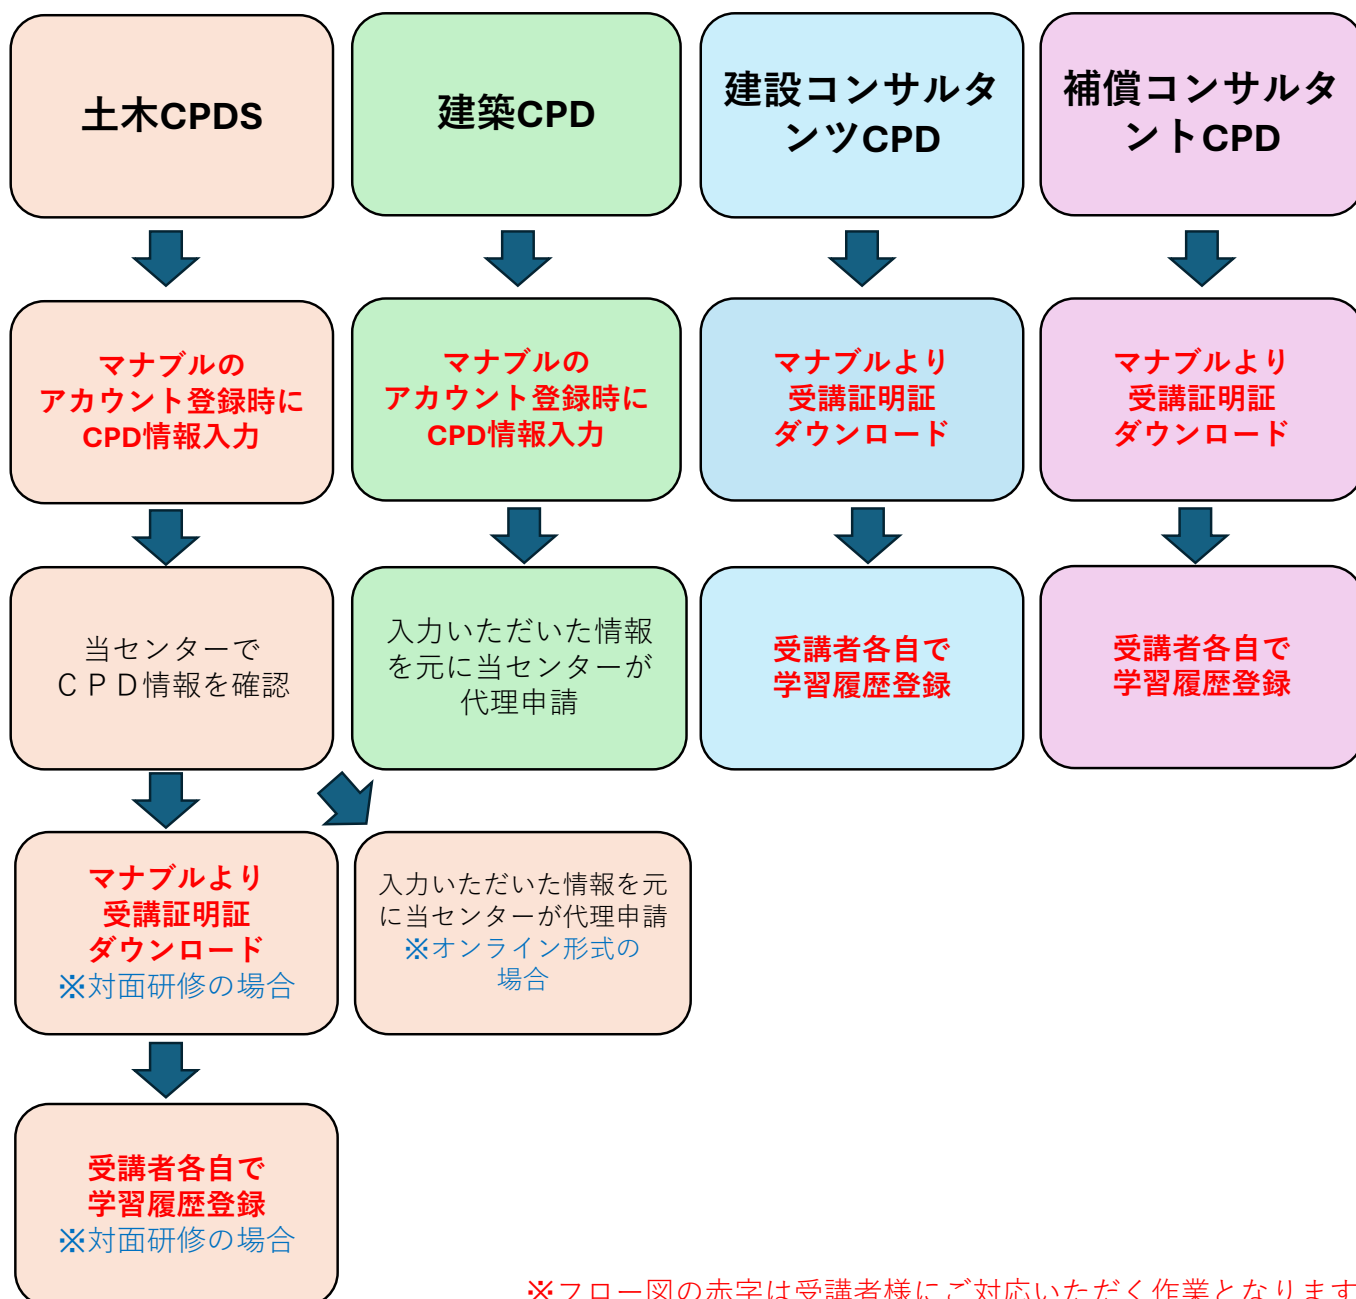 土木CPDS
建築CPD
建設コンサルタ
ンツCPD
補償コンサルタ
ントCPD
マナブルの
アカウント登録時に
CPD情報入力
マナブルの
アカウント登録時に
CPD情報入力
マナブルより
受講証明証
ダウンロード
マナブルより
受講証明証
ダウンロード
当センターで
ＣＰＤ情報を確認
入力いただいた情報
を元に当センターが
代理申請
受講者各自で
学習履歴登録
受講者各自で
学習履歴登録
マナブルより
受講証明証
ダウンロード
※対面研修の場合
入力いただいた情報を元
に当センターが代理申請
※オンライン形式の
場合
受講者各自で
学習履歴登録
※対面研修の場合
※フロー図の赤字は受講者様にご対応いただく作業となります